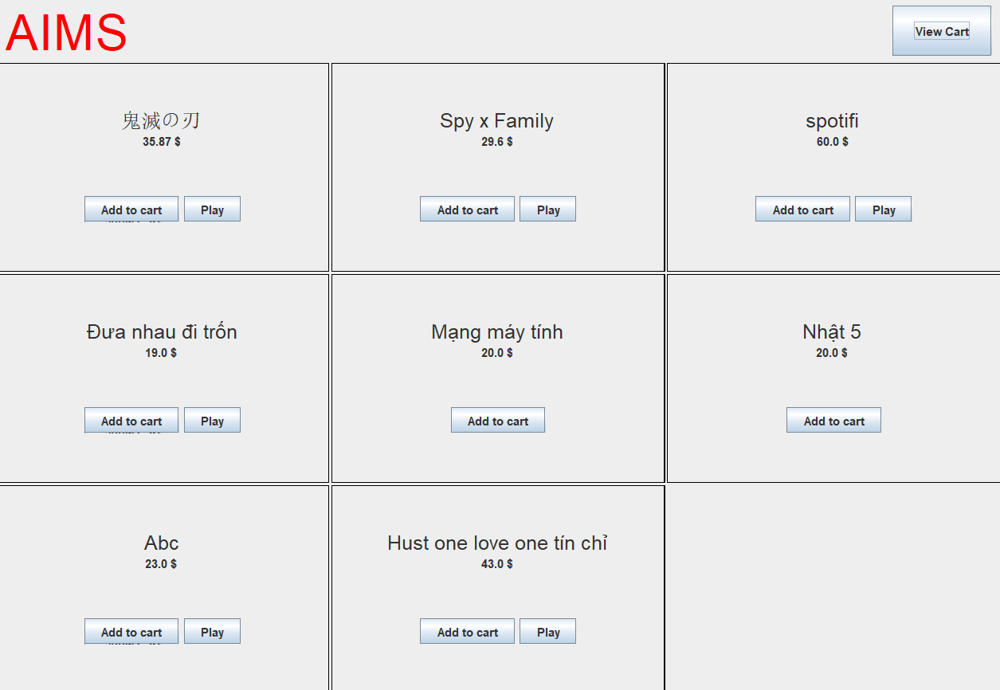 AIMS
View Cart
鬼滅の刃
35.87 $
Add to cart
Play
Spy x Family
29.6 $
Add to cart
Play
spotifi
60.0 $
Add to cart
Play
Đưa nhau đi trốn
19.0 $
Add to cart
Play
Mạng máy tính
20.0 $
Add to cart
Nhật 5
20.0 $
Add to cart
Abc
23.0 $
Add to cart
Play
Hust one love one tín chỉ
43.0 $
Add to cart
Play